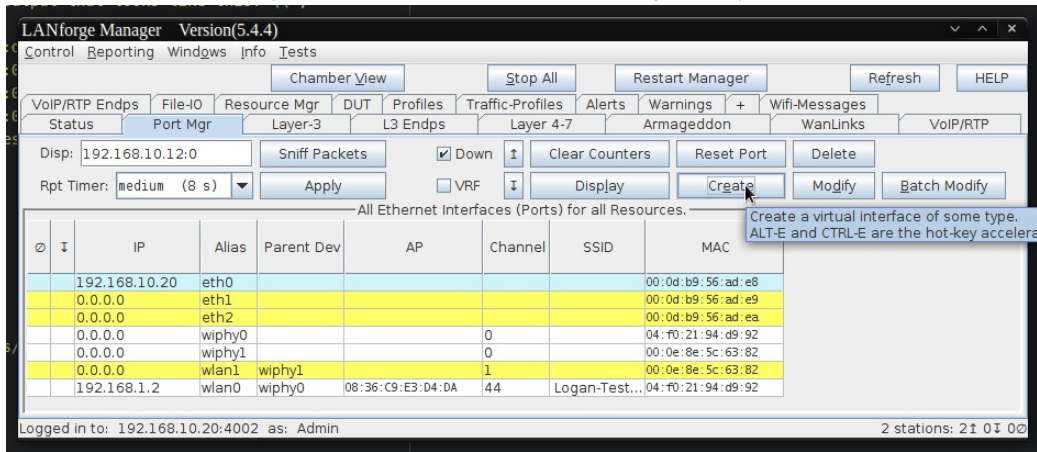 LANforge Manager Version(5.4.4)
Control Reporting Windows Info Tests
Chamber View Stop All Restart Manager Refresh HELP
VoIP/RTP Endps File-IO Resource Mgr DUT Profiles Traffic-Profiles Alerts Warnings + Wifi-Messages
Status Port Mgr Layer-3 L3 Endps Layer 4-7 Armageddon WanLinks VoIP/RTP
Disp: 192.168.10.12:0 Sniff Packets Down ↥ Clear Counters Reset Port Delete
Rpt Timer: medium (8 s) Apply VRF ↧ Display Create Modify Batch Modify
All Ethernet Interfaces (Ports) for all Resources.
Create a virtual interface of some type.
ALT-E and CTRL-E are the hot-key accelera
∅ ↧ IP Alias Parent Dev AP Channel SSID MAC
192.168.10.20 eth0 00:0d:b9:56:ad:e8
0.0.0.0 eth1 00:0d:b9:56:ad:e9
0.0.0.0 eth2 00:0d:b9:56:ad:ea
0.0.0.0 wiphy0 0 04:f0:21:94:d9:92
0.0.0.0 wiphy1 0 00:0e:8e:5c:63:82
0.0.0.0 wlan1 wiphy1 1 00:0e:8e:5c:63:82
192.168.1.2 wlan0 wiphy0 08:36:C9:E3:D4:DA 44 Logan-Test... 04:f0:21:94:d9:92
Logged in to: 192.168.10.20:4002 as: Admin 2 stations: 2↥ 0↧ 0∅